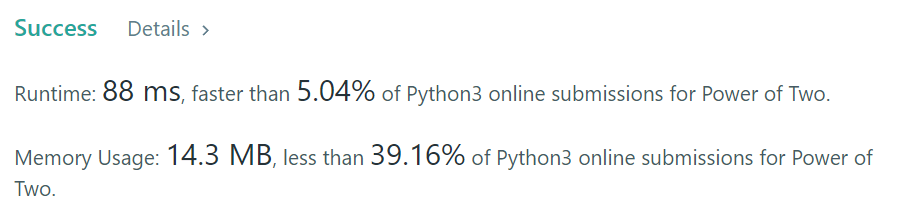 Success Details >
Runtime: 88 ms, faster than 5.04% of Python3 online submissions for Power of Two.
Memory Usage: 14.3 MB, less than 39.16% of Python3 online submissions for Power of
Two.